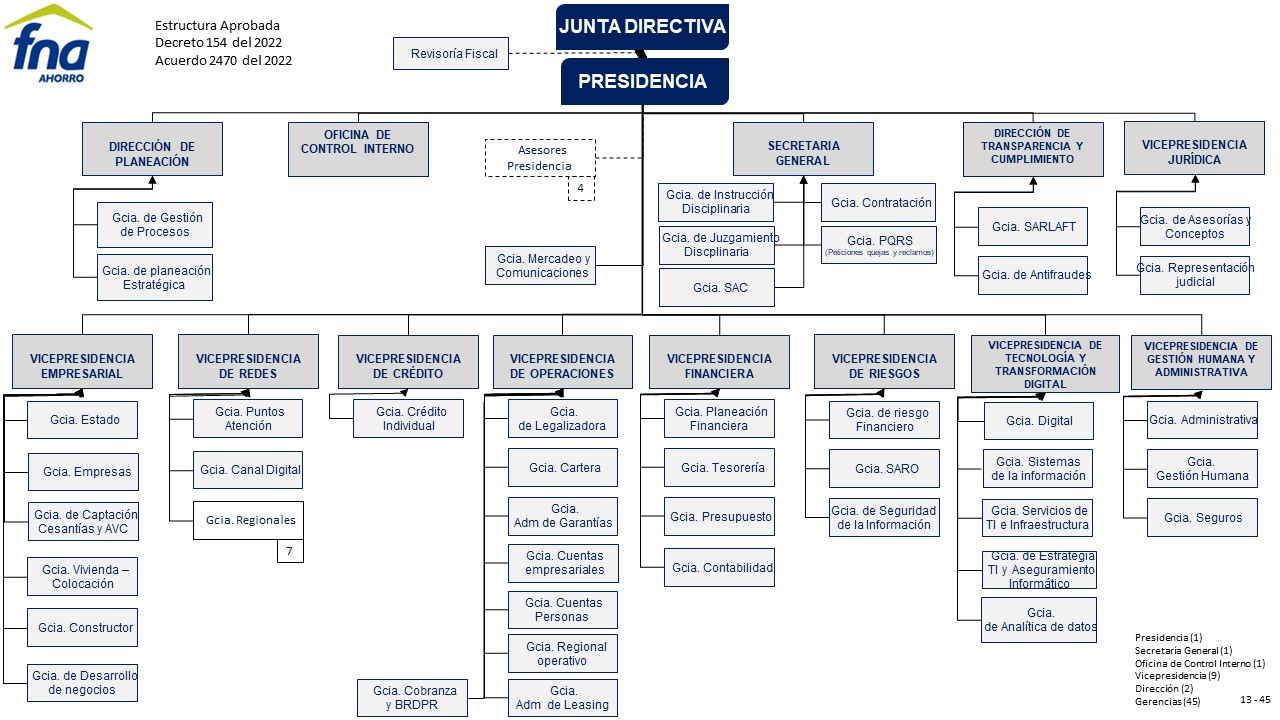 fna
AHORRO
Estructura Aprobada
Decreto 154 del 2022
Acuerdo 2470 del 2022
JUNTA DIRECTIVA
Revisoría Fiscal
PRESIDENCIA
DIRECCIÓN DE
PLANEACIÓN
Gcia. de Gestión
de Procesos
Gcia. de planeación
Estratégica
OFICINA DE
CONTROL INTERNO
Asesores
Presidencia
4
Gcia. Mercadeo y
Comunicaciones
SECRETARIA
GENERAL
Gcia. de Instrucción
Disciplinaria
Gcia. de Juzgamiento
Discplinaria
Gcia. SAC
Gcia. Contratación
Gcia. PQRS
(Peticiones quejas y reclamos)
DIRECCIÓN DE
TRANSPARENCIA Y
CUMPLIMIENTO
Gcia. SARLAFT
Gcia. de Antifraudes
VICEPRESIDENCIA
JURÍDICA
Gcia. de Asesorías y
Conceptos
Gcia. Representación
judicial
VICEPRESIDENCIA
EMPRESARIAL
Gcia. Estado
Gcia. Empresas
Gcia. de Captación
Cesantías y AVC
Gcia. Vivienda –
Colocación
Gcia. Constructor
Gcia. de Desarrollo
de negocios
VICEPRESIDENCIA
DE REDES
Gcia. Puntos
Atención
Gcia. Canal Digital
Gcia. Regionales
7
VICEPRESIDENCIA
DE CRÉDITO
Gcia. Crédito
Individual
VICEPRESIDENCIA
DE OPERACIONES
Gcia.
de Legalizadora
Gcia. Cartera
Gcia.
Adm de Garantías
Gcia. Cuentas
empresariales
Gcia. Cuentas
Personas
Gcia. Regional
operativo
Gcia.
Adm de Leasing
Gcia. Cobranza
y BRDPR
VICEPRESIDENCIA
FINANCIERA
Gcia. Planeación
Financiera
Gcia. Tesorería
Gcia. Presupuesto
Gcia. Contabilidad
VICEPRESIDENCIA
DE RIESGOS
Gcia. de riesgo
Financiero
Gcia. SARO
Gcia. de Seguridad
de la Información
VICEPRESIDENCIA DE
TECNOLOGÍA Y
TRANSFORMACIÓN
DIGITAL
Gcia. Digital
Gcia. Sistemas
de la información
Gcia. Servicios de
TI e Infraestructura
Gcia. de Estrategia
TI y Aseguramiento
Informático
Gcia.
de Analítica de datos
VICEPRESIDENCIA DE
GESTIÓN HUMANA Y
ADMINISTRATIVA
Gcia. Administrativa
Gcia.
Gestión Humana
Gcia. Seguros
Presidencia (1)
Secretaría General (1)
Oficina de Control Interno (1)
Vicepresidencia (9)
Dirección (2)
Gerencias (45)
13 - 45